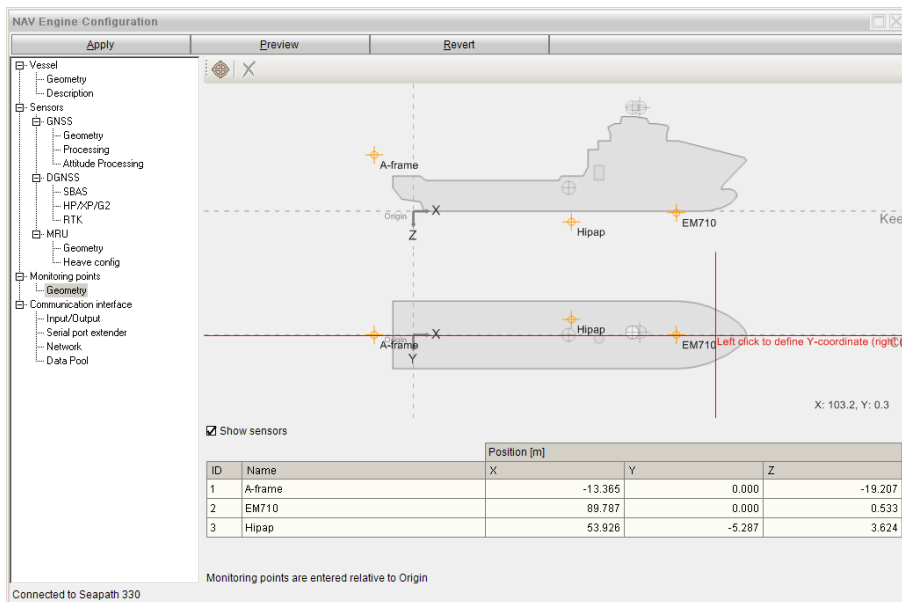 NAV Engine Configuration
Apply Preview Revert
Vessel
Geometry
Description
Sensors
GNSS
Geometry
Processing
Attitude Processing
DGNSS
SBAS
HP/XP/G2
RTK
MRU
Geometry
Heave config
Monitoring points
Geometry
Communication interface
Input/Output
Serial port extender
Network
Data Pool
A-frame
Origin
X
Z
Hipap
EM710
Kee
Hipap
Origin
X
A-frame
Y
EM710
Left click to define Y-coordinate (right
X: 103.2, Y: 0.3
Show sensors
Position [m]
ID Name X Y Z
1 A-frame -13.365 0.000 -19.207
2 EM710 89.787 0.000 0.533
3 Hipap 53.926 -5.287 3.624
Monitoring points are entered relative to Origin
Connected to Seapath 330